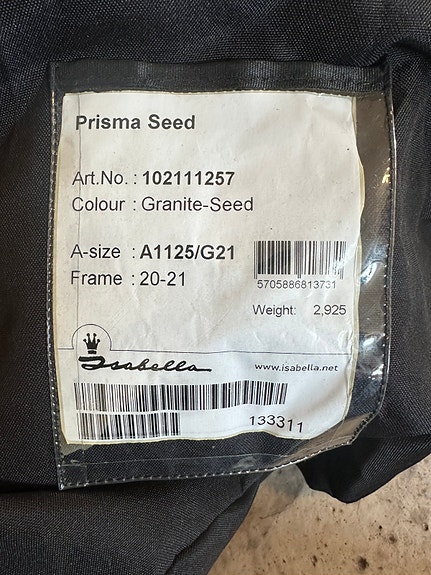 Prisma Seed
Art.No. : 102111257
Colour : Granite-Seed
A-size : A1125/G21
Frame : 20-21
5705886813731
Weight: 2,925
Isabella
www.isabella.net
133311